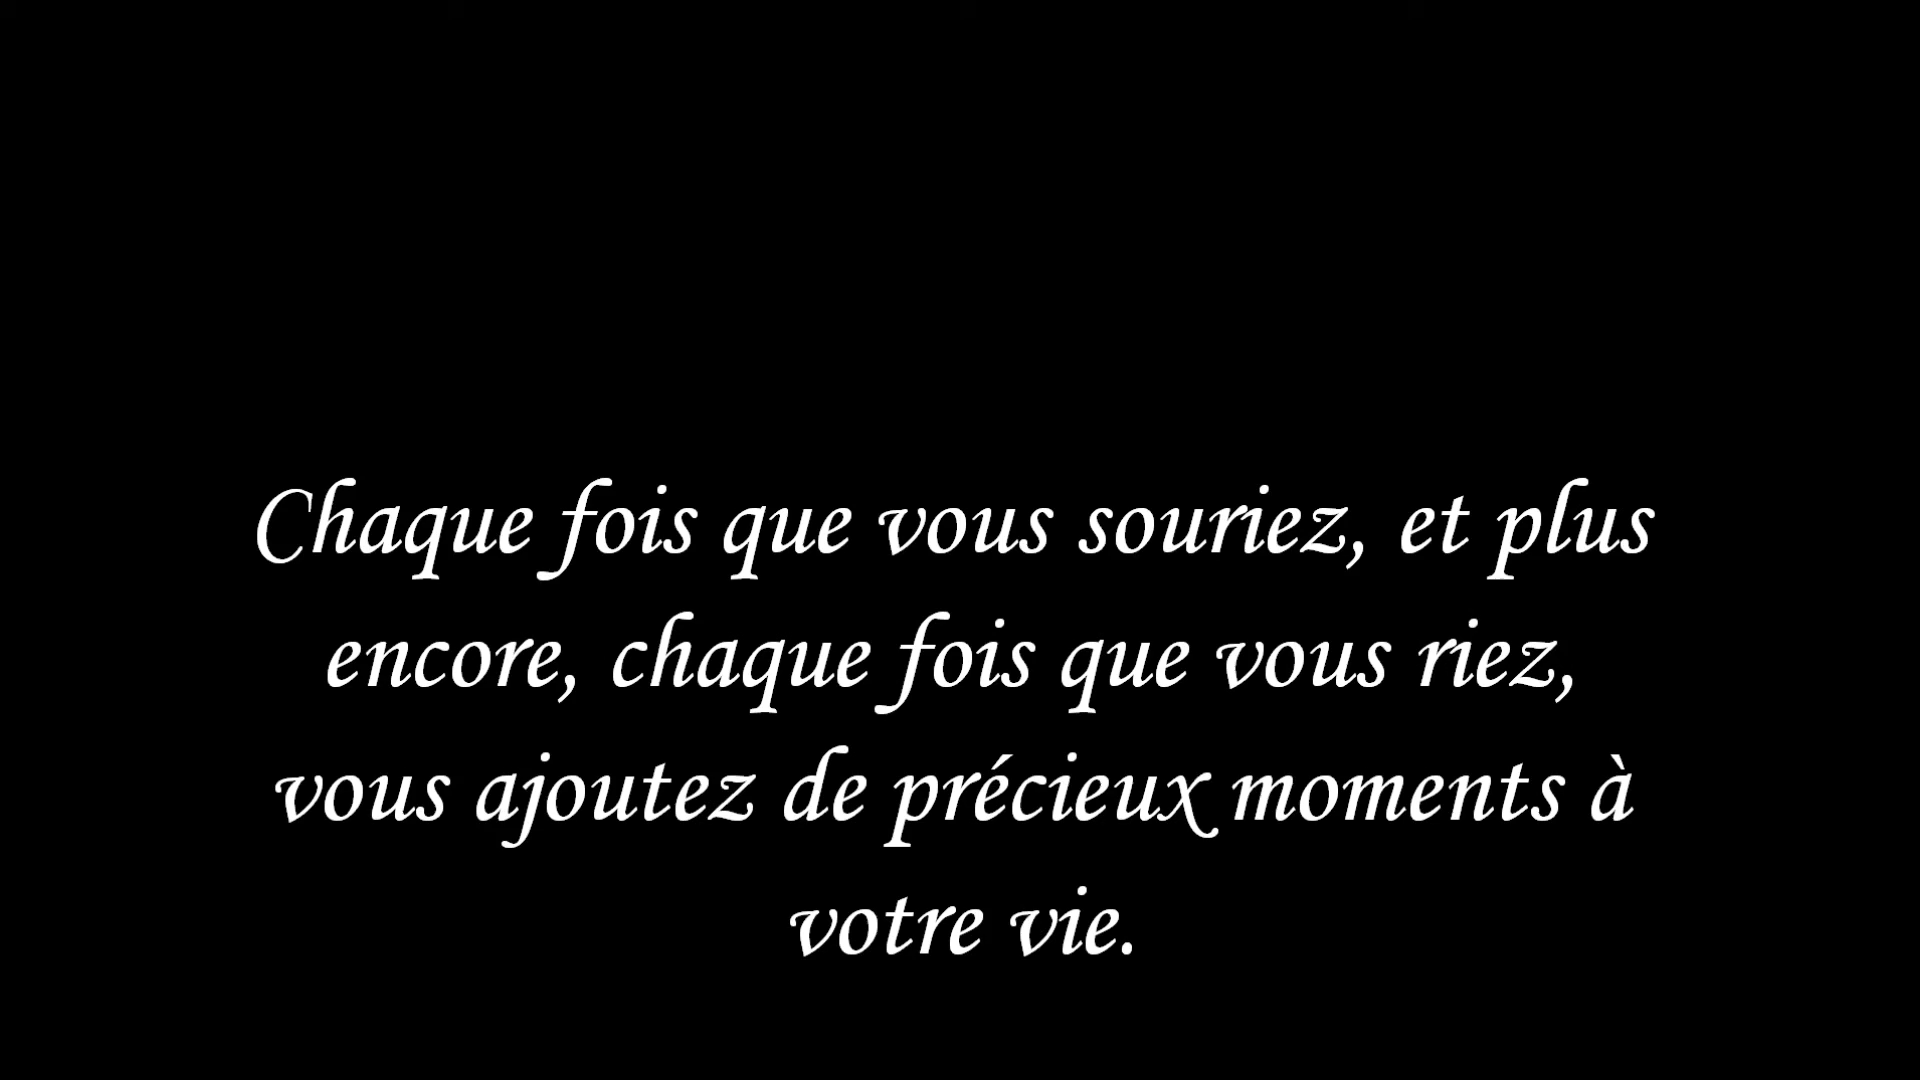 Chaque fois que vous souriez, et plus
encore, chaque fois que vous riez,
vous ajoutez de précieux moments à
votre vie.